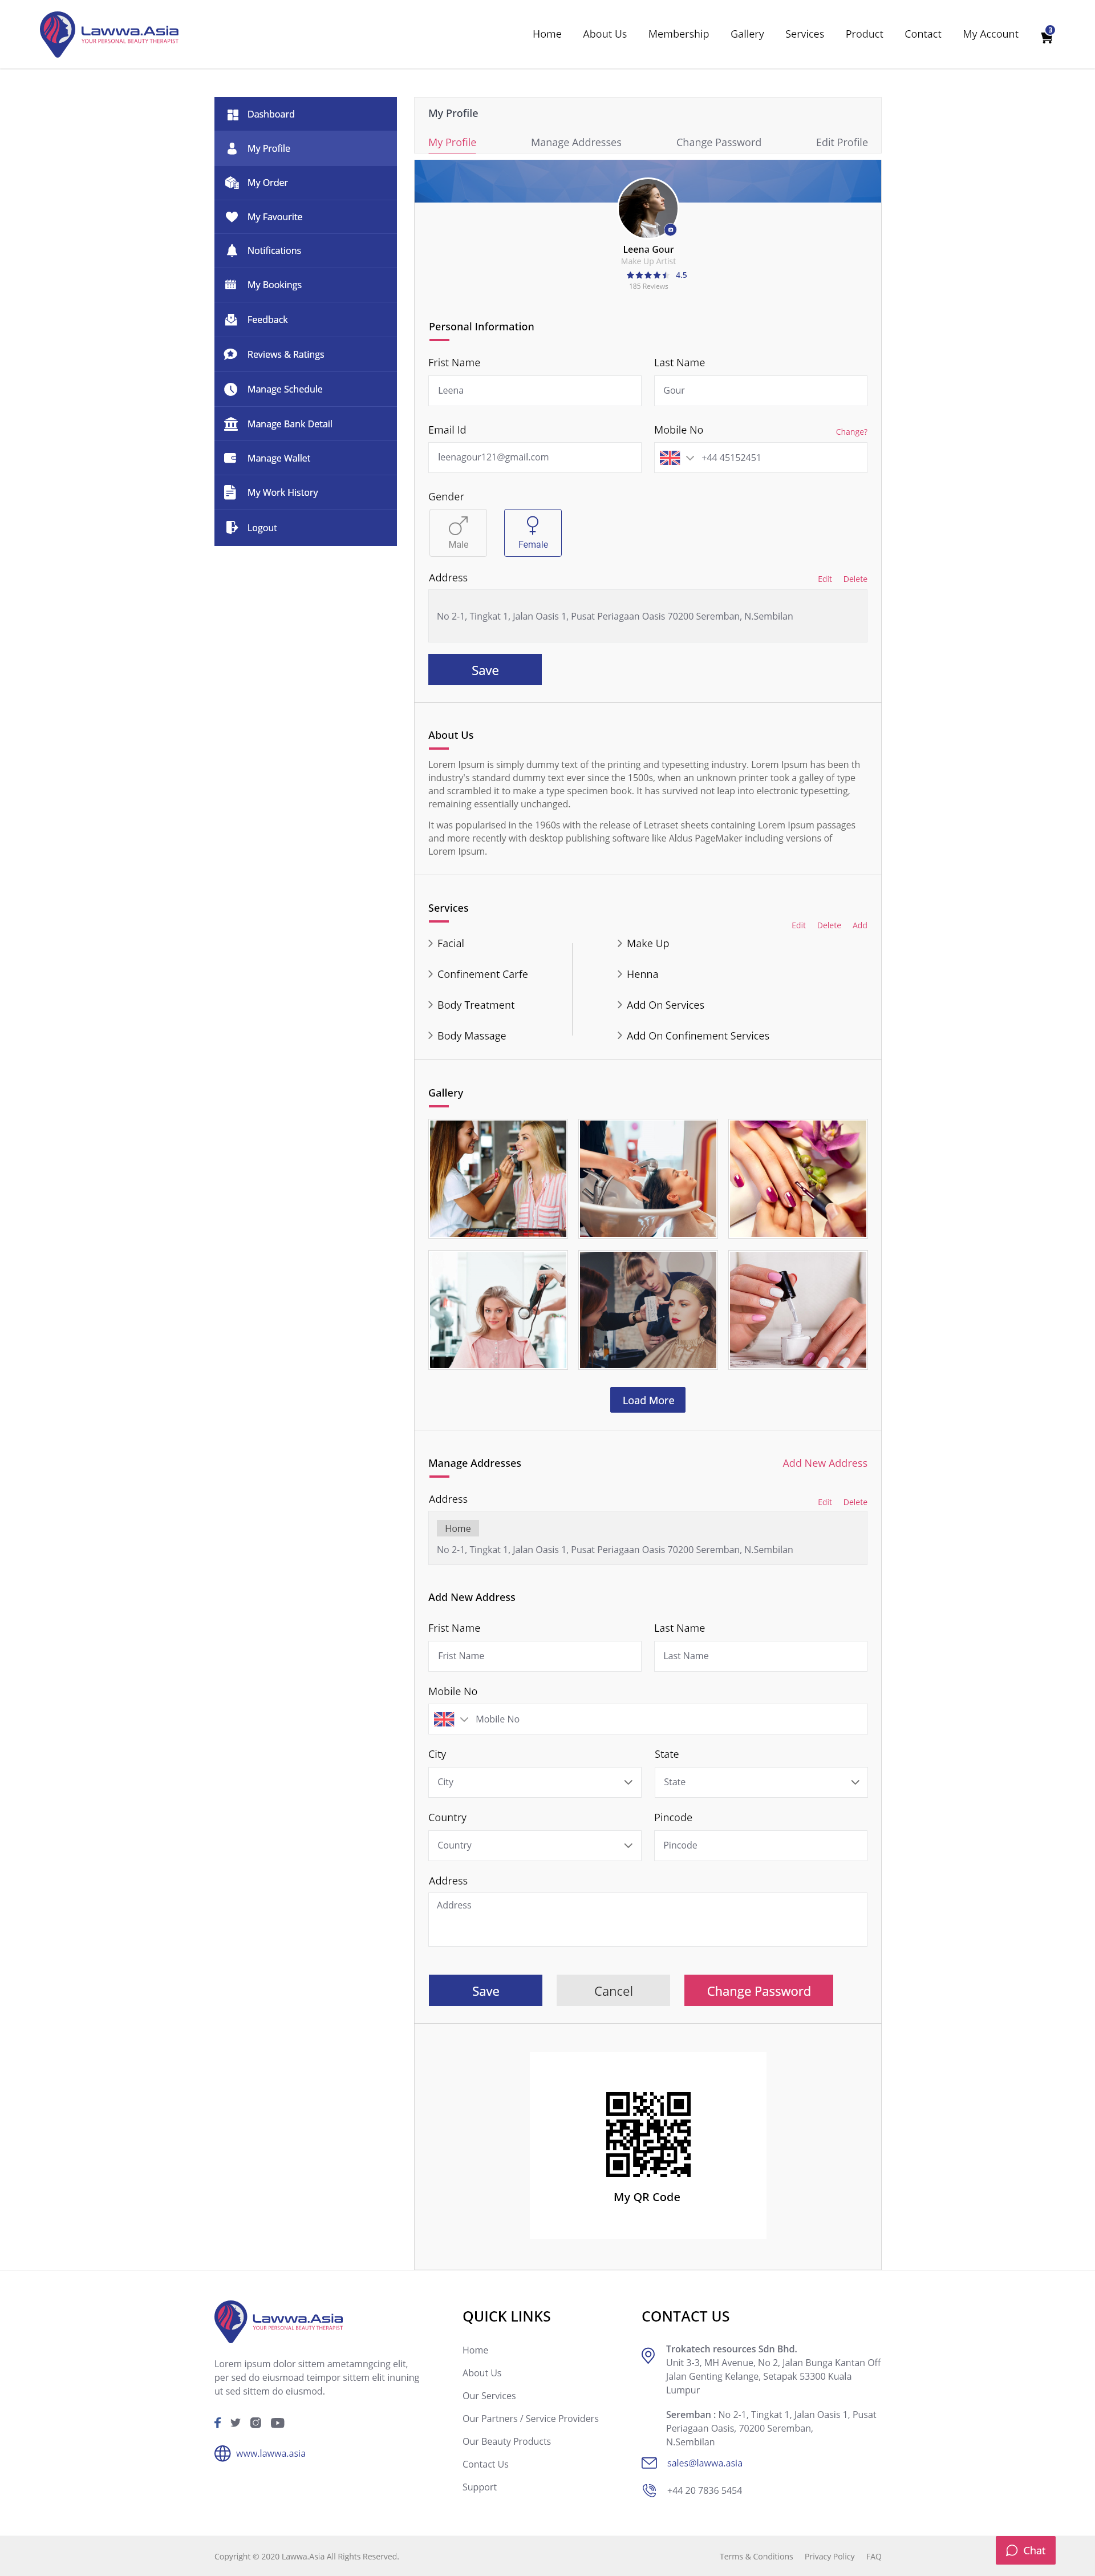 Lawwa.Asia
YOUR PERSONAL BEAUTY THERAPIST
Home About Us Membership Gallery Services Product Contact My Account 3
Dashboard
My Profile
My Order
My Favourite
Notifications
My Bookings
Feedback
Reviews & Ratings
Manage Schedule
Manage Bank Detail
Manage Wallet
My Work History
Logout
My Profile
My Profile Manage Addresses Change Password Edit Profile
Leena Gour
Make Up Artist
4.5
185 Reviews
Personal Information
Frist Name Last Name
Leena Gour
Email Id Mobile No Change?
leenagour121@gmail.com +44 45152451
Gender
Male Female
Address Edit Delete
No 2-1, Tingkat 1, Jalan Oasis 1, Pusat Periagaan Oasis 70200 Seremban, N.Sembilan
Save
About Us
Lorem Ipsum is simply dummy text of the printing and typesetting industry. Lorem Ipsum has been th
industry's standard dummy text ever since the 1500s, when an unknown printer took a galley of type
and scrambled it to make a type specimen book. It has survived not leap into electronic typesetting,
remaining essentially unchanged.
It was popularised in the 1960s with the release of Letraset sheets containing Lorem Ipsum passages
and more recently with desktop publishing software like Aldus PageMaker including versions of
Lorem Ipsum.
Services
Edit Delete Add
Facial Make Up
Confinement Carfe Henna
Body Treatment Add On Services
Body Massage Add On Confinement Services
Gallery
Load More
Manage Addresses Add New Address
Address Edit Delete
Home
No 2-1, Tingkat 1, Jalan Oasis 1, Pusat Periagaan Oasis 70200 Seremban, N.Sembilan
Add New Address
Frist Name Last Name
Frist Name Last Name
Mobile No
Mobile No
City State
City State
Country Pincode
Country Pincode
Address
Address
Save Cancel Change Password
My QR Code
Lawwa.Asia
YOUR PERSONAL BEAUTY THERAPIST
Lorem ipsum dolor sittem ametamngcing elit,
per sed do eiusmoad teimpor sittem elit inuning
ut sed sittem do eiusmod.
www.lawwa.asia
QUICK LINKS
Home
About Us
Our Services
Our Partners / Service Providers
Our Beauty Products
Contact Us
Support
CONTACT US
Trokatech resources Sdn Bhd.
Unit 3-3, MH Avenue, No 2, Jalan Bunga Kantan Off
Jalan Genting Kelange, Setapak 53300 Kuala
Lumpur
Seremban : No 2-1, Tingkat 1, Jalan Oasis 1, Pusat
Periagaan Oasis, 70200 Seremban,
N.Sembilan
sales@lawwa.asia
+44 20 7836 5454
Copyright © 2020 Lawwa.Asia All Rights Reserved.
Terms & Conditions Privacy Policy FAQ
Chat